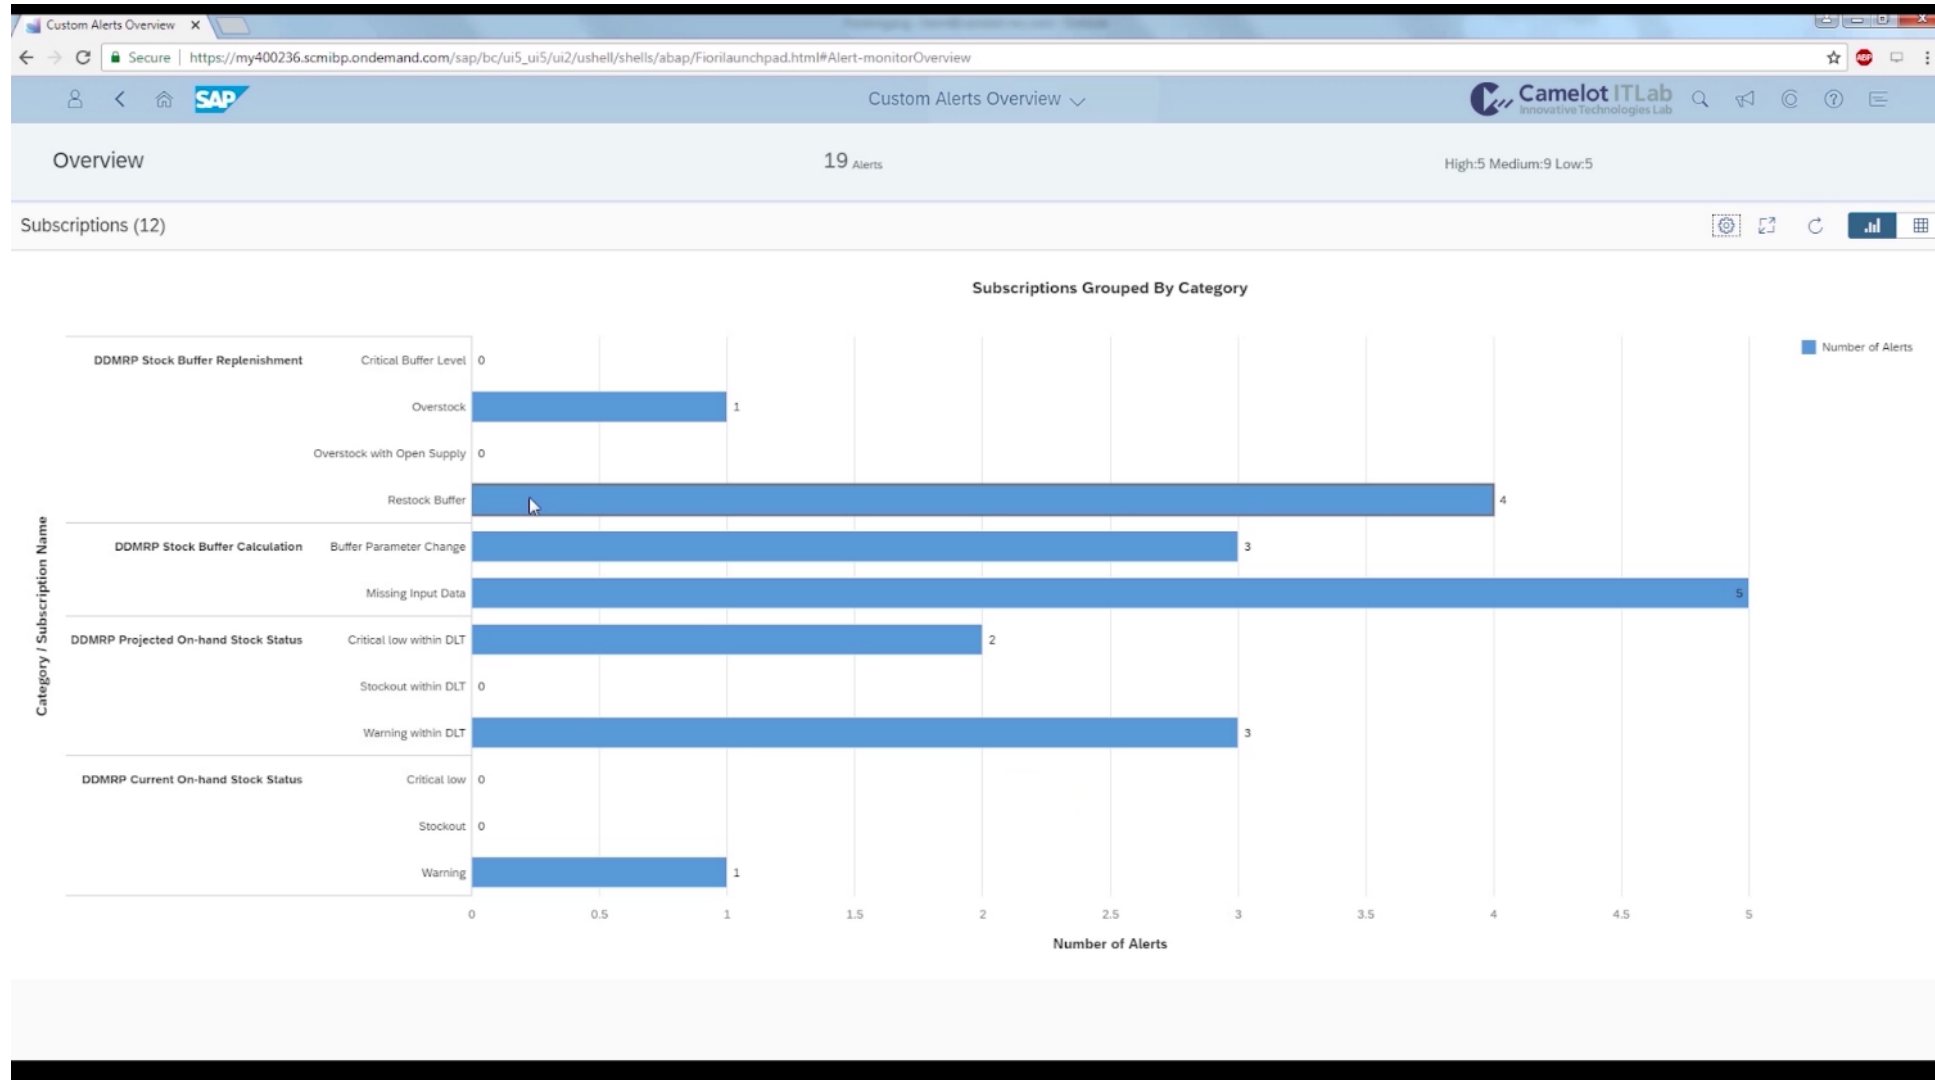 Custom Alerts Overview
Secure https://my400236.scmibp.ondemand.com/sap/bc/ui5_ui5/ui2/ushell/shells/abap/Fiorilaunchpad.html#Alert-monitorOverview
ABP
SAP Custom Alerts Overview Camelot ITLab
Innovative Technologies Lab
Overview 19 Alerts High:5 Medium:9 Low:5
Subscriptions (12)
Subscriptions Grouped By Category
Number of Alerts
DDMRP Stock Buffer Replenishment Critical Buffer Level 0
Overstock 1
Overstock with Open Supply 0
Restock Buffer 4
DDMRP Stock Buffer Calculation Buffer Parameter Change 3
Missing Input Data 5
DDMRP Projected On-hand Stock Status Critical low within DLT 2
Stockout within DLT 0
Warning within DLT 3
DDMRP Current On-hand Stock Status Critical low 0
Stockout 0
Warning 1
Category / Subscription Name
0 0.5 1 1.5 2 2.5 3 3.5 4 4.5 5
Number of Alerts